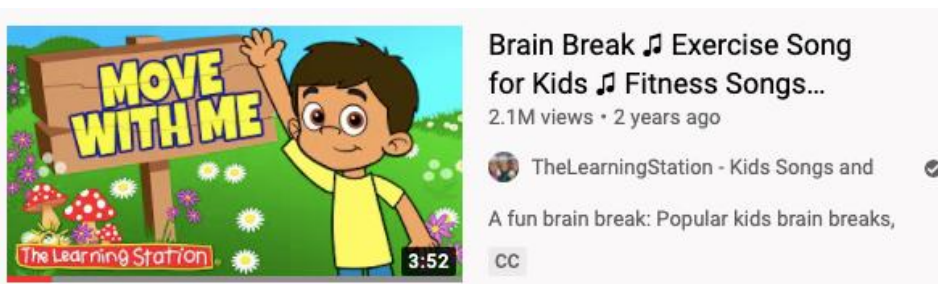 MOVE
WITH ME
The Learning Station
3:52
Brain Break ♫ Exercise Song
for Kids ♫ Fitness Songs...
2.1M views • 2 years ago
TheLearningStation - Kids Songs and
A fun brain break: Popular kids brain breaks,
CC